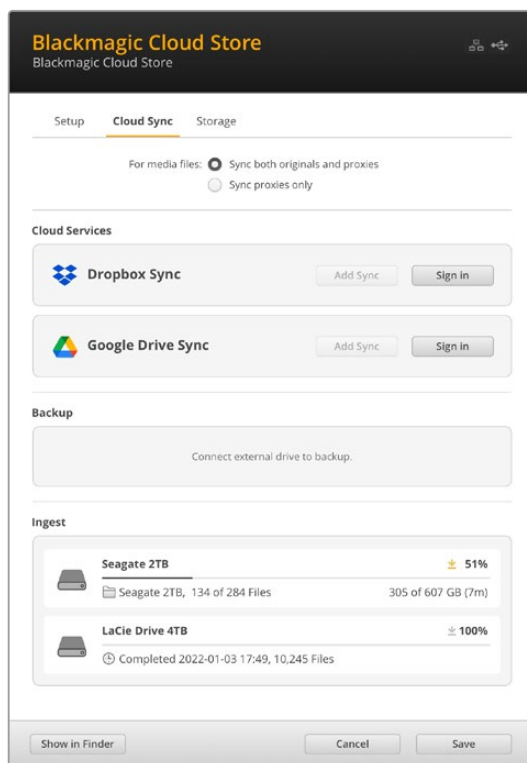 Blackmagic Cloud Store
Blackmagic Cloud Store
Setup Cloud Sync Storage
For media files: Sync both originals and proxies
Sync proxies only
Cloud Services
Dropbox Sync Add Sync Sign in
Google Drive Sync Add Sync Sign in
Backup
Connect external drive to backup.
Ingest
Seagate 2TB 51%
Seagate 2TB, 134 of 284 Files 305 of 607 GB (7m)
LaCie Drive 4TB 100%
Completed 2022-01-03 17:49, 10,245 Files
Show in Finder Cancel Save